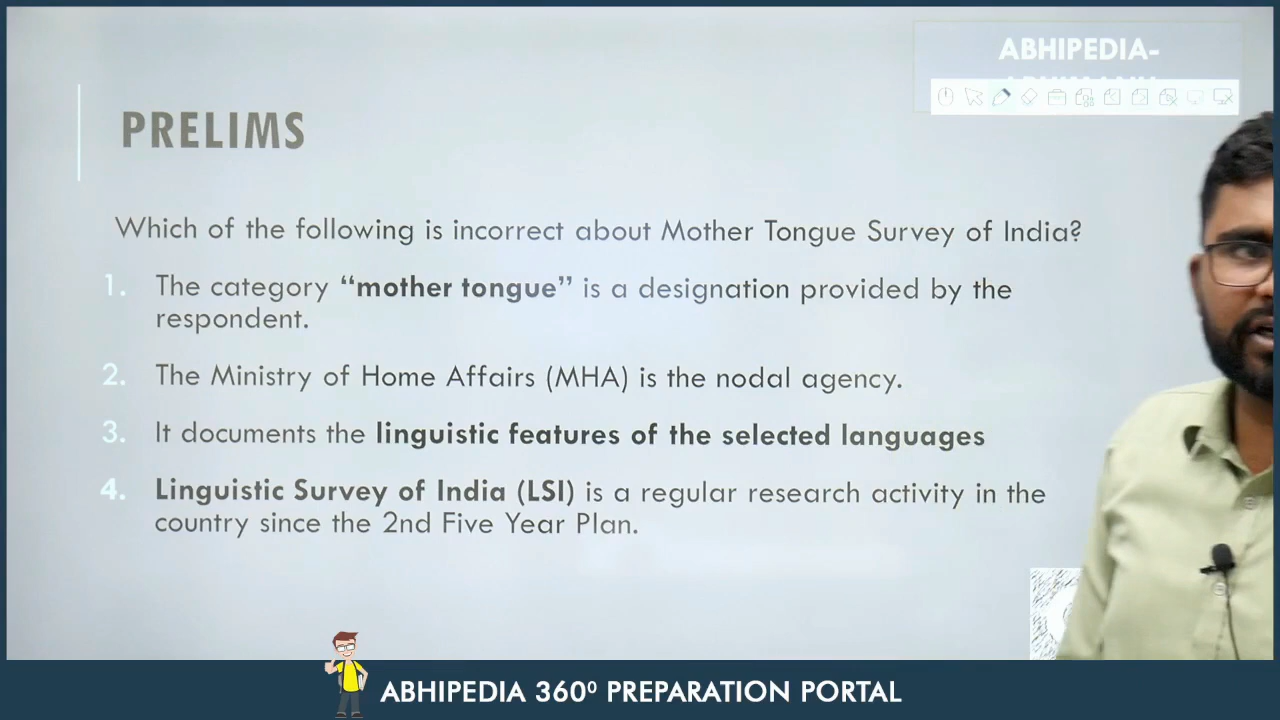 ABHIPEDIA-
PRELIMS
Which of the following is incorrect about Mother Tongue Survey of India?
1. The category “mother tongue” is a designation provided by the
respondent.
2. The Ministry of Home Affairs (MHA) is the nodal agency.
3. It documents the linguistic features of the selected languages
4. Linguistic Survey of India (LSI) is a regular research activity in the
country since the 2nd Five Year Plan.
ABHIPEDIA 360⁰ PREPARATION PORTAL